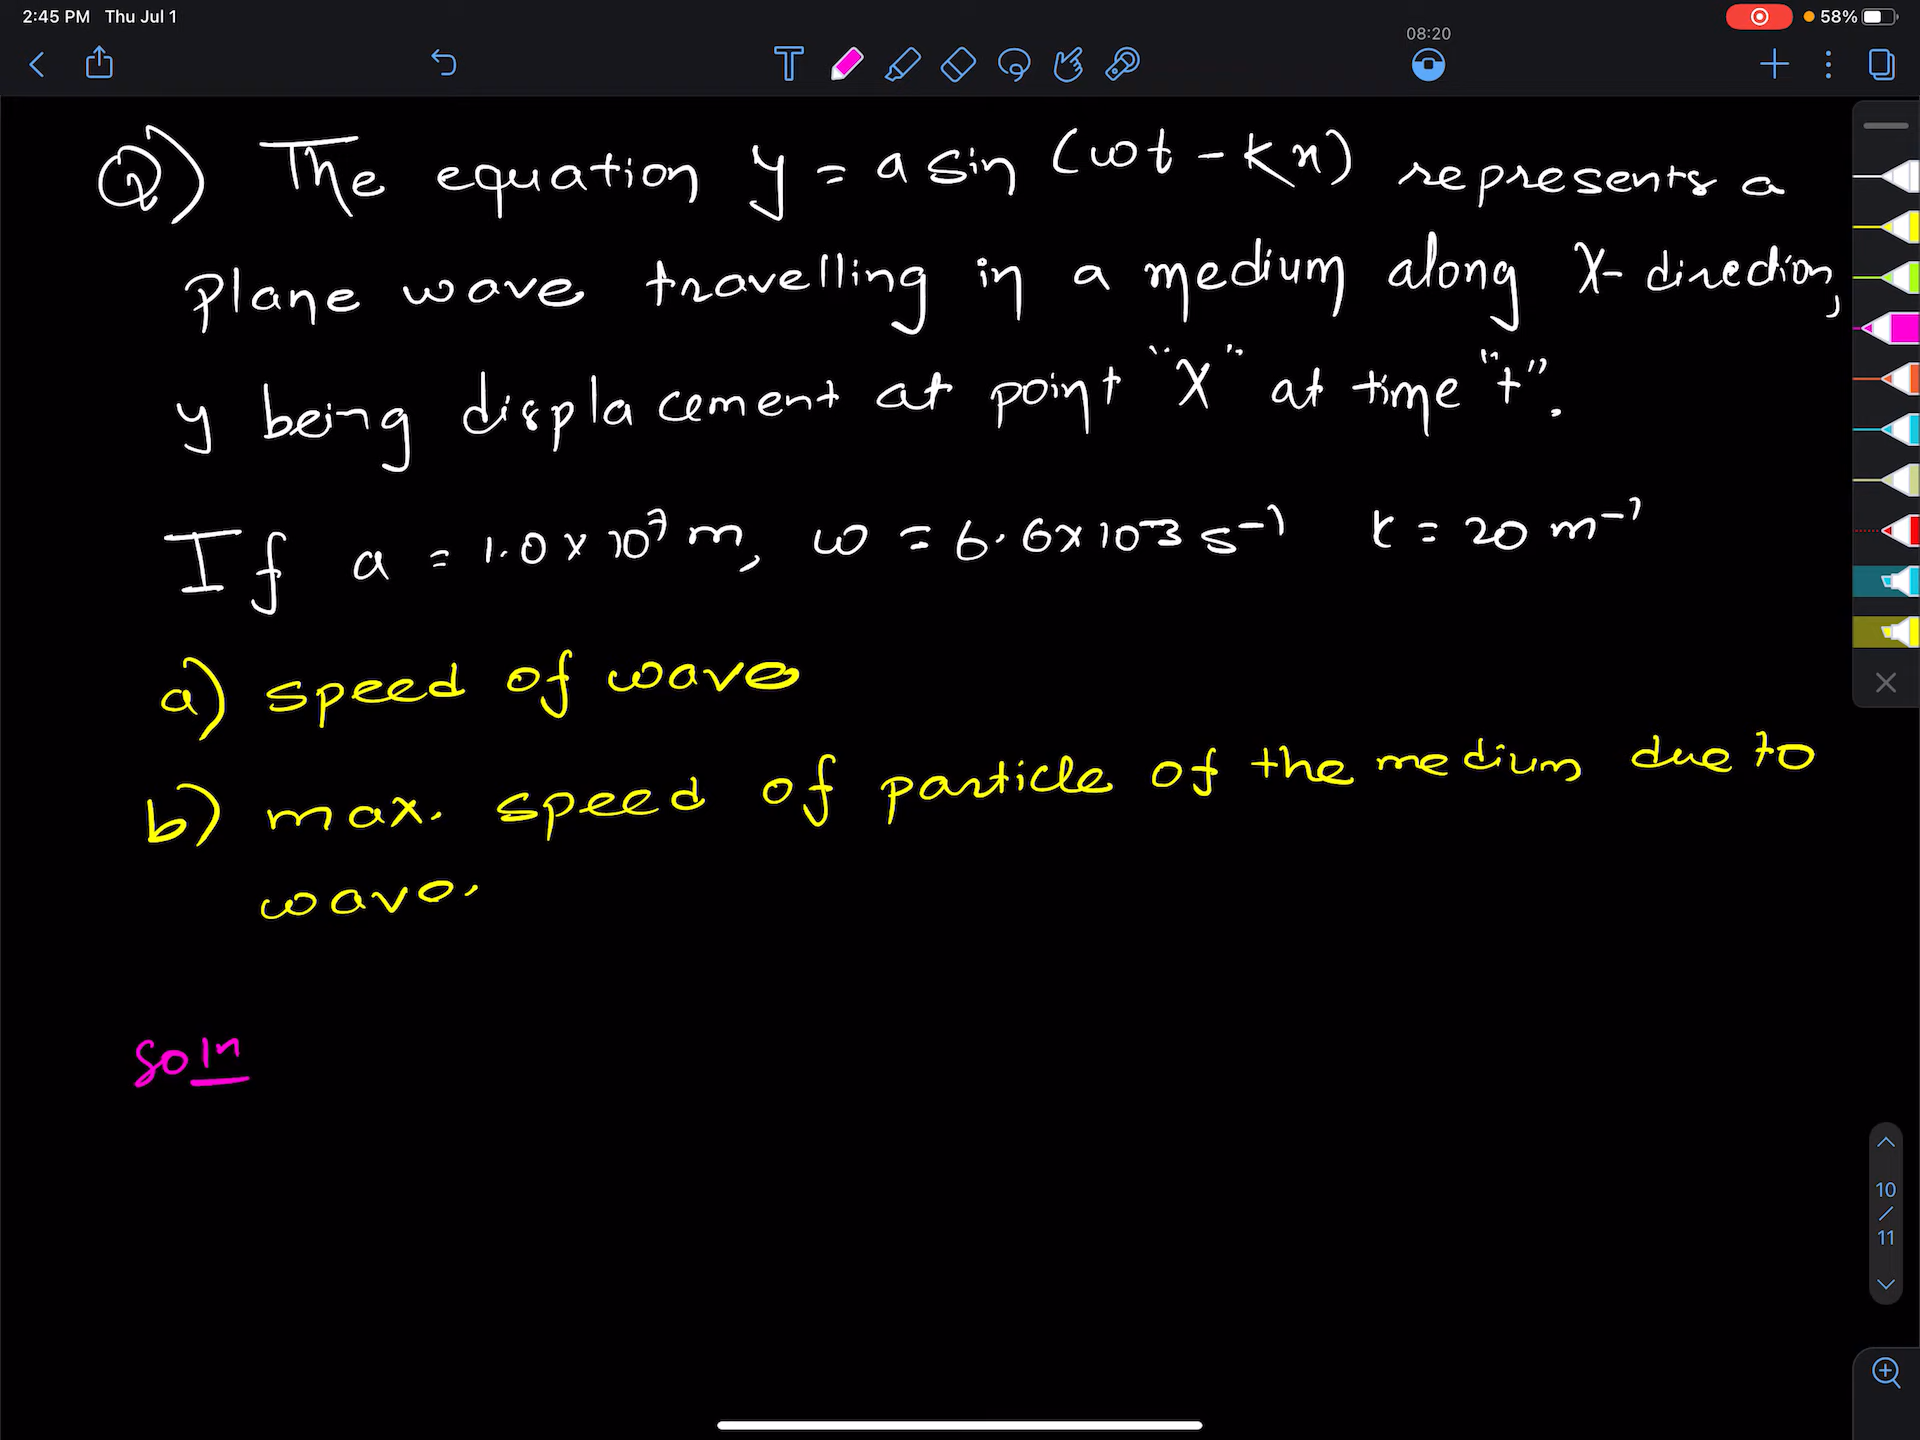 2:45 PM Thu Jul 1
58%
08:20
Q) The equation y = a sin (ωt - kx) represents a
plane wave travelling in a medium along X- direction,
y being displacement at point "X" at time "t".
If a = 1.0 x 10⁷ m, ω = 6.6x10⁻³ s⁻¹ k = 20 m⁻¹
a) speed of wave
b) max. speed of particle of the medium due to
wave.
Soln
10
/
11